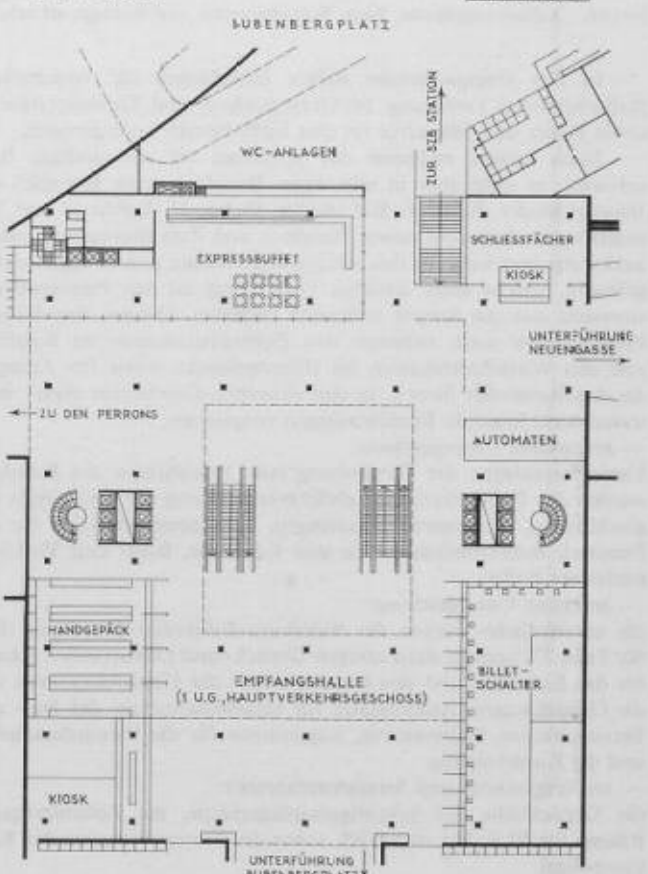 BUBENBERGPLATZ
WC-ANLAGEN
ZUR SZB STATION
EXPRESSBUFFET
SCHLIESSFÄCHER
KIOSK
UNTERFÜHRUNG
NEUENGASSE
ZU DEN PERRONS
AUTOMATEN
HANDGEPÄCK
EMPFANGSHALLE
(1 U.G., HAUPTVERKEHRSGESCHOSS)
BILLET-
SCHALTER
KIOSK
UNTERFÜHRUNG
BUBENBERGPLATZ